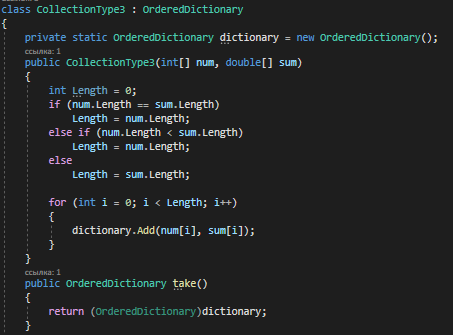 class CollectionType3 : OrderedDictionary
{
private static OrderedDictionary dictionary = new OrderedDictionary();
ссылка: 1
public CollectionType3(int[] num, double[] sum)
{
int Length = 0;
if (num.Length == sum.Length)
Length = num.Length;
else if (num.Length < sum.Length)
Length = num.Length;
else
Length = sum.Length;
for (int i = 0; i < Length; i++)
{
dictionary.Add(num[i], sum[i]);
}
}
ссылка: 1
public OrderedDictionary take()
{
return (OrderedDictionary)dictionary;
}